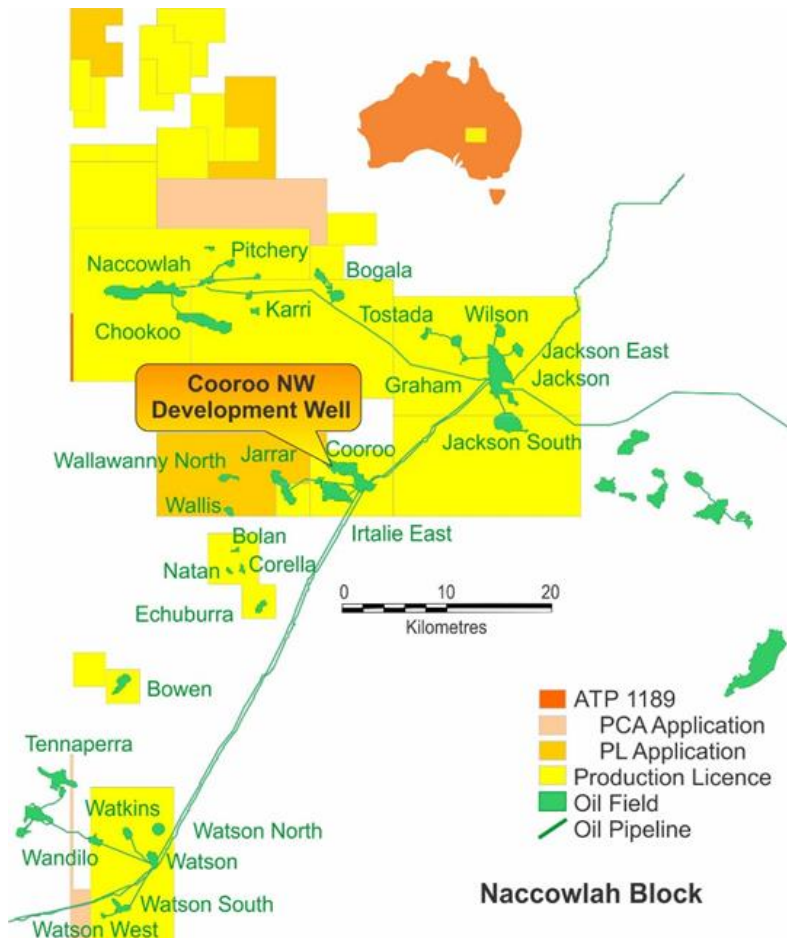 Pitchery
Naccowlah
Bogala
Karri
Tostada
Wilson
Chookoo
Jackson East
Graham
Jackson
Cooroo NW
Development Well
Jackson South
Cooroo
Jarrar
Wallawanny North
Wallis
Irtalie East
Bolan
Natan
Corella
Echuburra
0 10 20
Kilometres
Bowen
ATP 1189
PCA Application
PL Application
Production Licence
Oil Field
Oil Pipeline
Tennaperra
Watkins
Watson North
Wandilo
Watson
Watson South
Watson West
Naccowlah Block